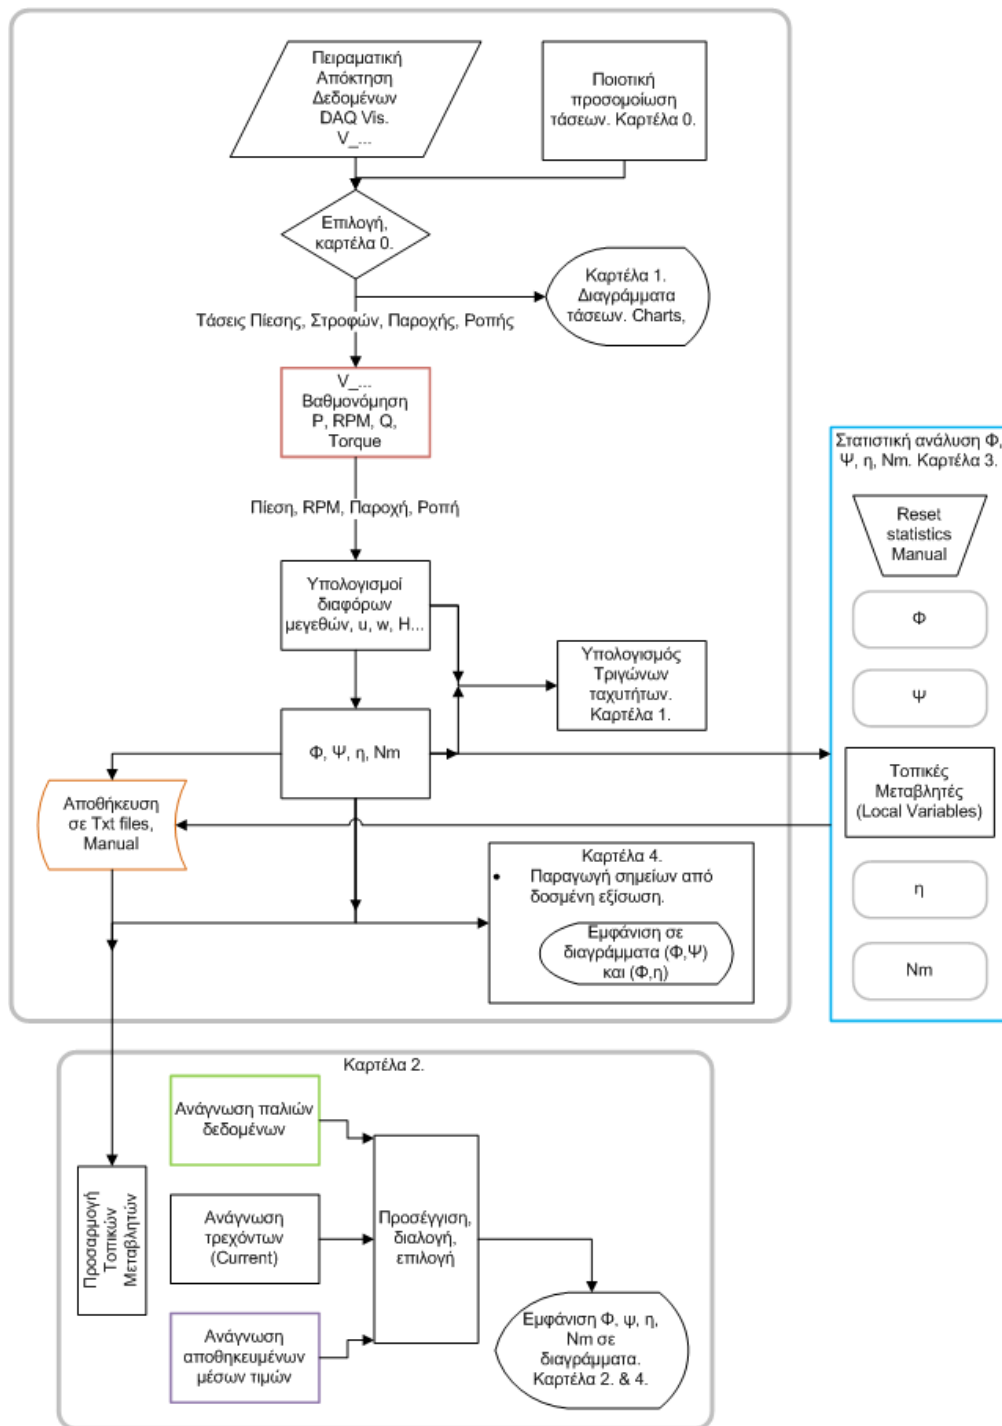 Πειραματική
Απόκτηση
Δεδομένων
DAQ Vis.
V_...
Ποιοτική
προσομοίωση
τάσεων. Καρτέλα 0.
Επιλογή,
καρτέλα 0.
Καρτέλα 1.
Διαγράμματα
τάσεων. Charts,
Τάσεις Πίεσης, Στροφών, Παροχής, Ροπής
V_...
Βαθμονόμηση
P, RPM, Q,
Torque
Πίεση, RPM, Παροχή, Ροπή
Υπολογισμοί
διαφόρων
μεγεθών, u, w, H...
Υπολογισμός
Τριγώνων
ταχυτήτων.
Καρτέλα 1.
Φ, Ψ, η, Nm
Αποθήκευση
σε Txt files,
Manual
Καρτέλα 4.
• Παραγωγή σημείων από
δοσμένη εξίσωση.
Εμφάνιση σε
διαγράμματα (Φ,Ψ)
και (Φ,η)
Στατιστική ανάλυση Φ,
Ψ, η, Nm. Καρτέλα 3.
Reset
statistics
Manual
Φ
Ψ
Τοπικές
Μεταβλητές
(Local Variables)
η
Nm
Καρτέλα 2.
Προσαρμογή
Τοπικών
Μεταβλητών
Ανάγνωση παλιών
δεδομένων
Ανάγνωση
τρεχόντων
(Current)
Ανάγνωση
αποθηκευμένων
μέσων τιμών
Προσέγγιση,
διαλογή,
επιλογή
Εμφάνιση Φ, ψ, η,
Nm σε
διαγράμματα.
Καρτέλα 2. & 4.